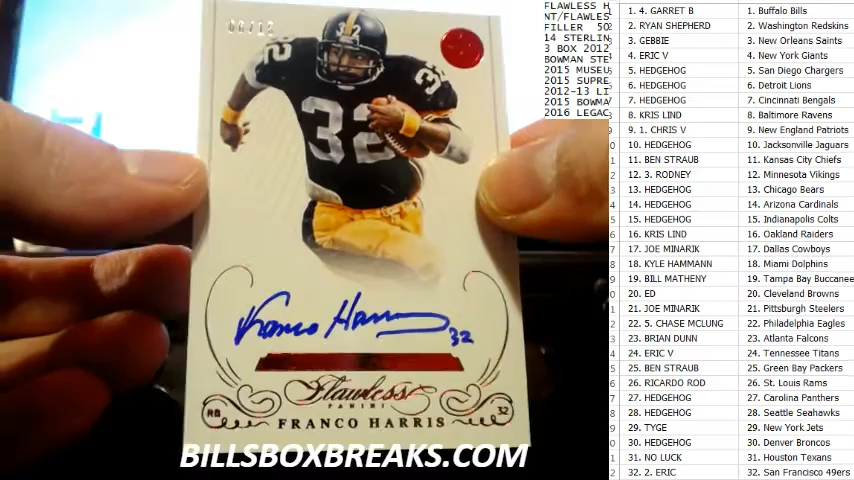 FLAWLESS H
NT/FLAWLES
FILLER 50
14 STERLIN
3 BOX 2012
BOWMAN STE
2015 MUSEU
2015 SUPRE
2012-13 LI
2015 BOWMA
2016 LEGAC
32
32
32
Franco Harris 32
Flawless
PANINI
RB
32
FRANCO HARRIS
BILLSBOXBREAKS.COM
1. 4. GARRET B 1. Buffalo Bills
2. RYAN SHEPHERD 2. Washington Redskins
3. GEBBIE 3. New Orleans Saints
4. ERIC V 4. New York Giants
5. HEDGEHOG 5. San Diego Chargers
6. HEDGEHOG 6. Detroit Lions
7. HEDGEHOG 7. Cincinnati Bengals
8. KRIS LIND 8. Baltimore Ravens
9. 1. CHRIS V 9. New England Patriots
10. HEDGEHOG 10. Jacksonville Jaguars
11. BEN STRAUB 11. Kansas City Chiefs
12. 3. RODNEY 12. Minnesota Vikings
13. HEDGEHOG 13. Chicago Bears
14. HEDGEHOG 14. Arizona Cardinals
15. HEDGEHOG 15. Indianapolis Colts
16. KRIS LIND 16. Oakland Raiders
17. JOE MINARIK 17. Dallas Cowboys
18. KYLE HAMMANN 18. Miami Dolphins
19. BILL MATHENY 19. Tampa Bay Buccanee
20. ED 20. Cleveland Browns
21. JOE MINARIK 21. Pittsburgh Steelers
22. 5. CHASE MCLUNG 22. Philadelphia Eagles
23. BRIAN DUNN 23. Atlanta Falcons
24. ERIC V 24. Tennessee Titans
25. BEN STRAUB 25. Green Bay Packers
26. RICARDO ROD 26. St. Louis Rams
27. HEDGEHOG 27. Carolina Panthers
28. HEDGEHOG 28. Seattle Seahawks
29. TYGE 29. New York Jets
30. HEDGEHOG 30. Denver Broncos
31. NO LUCK 31. Houston Texans
32. 2. ERIC 32. San Francisco 49ers